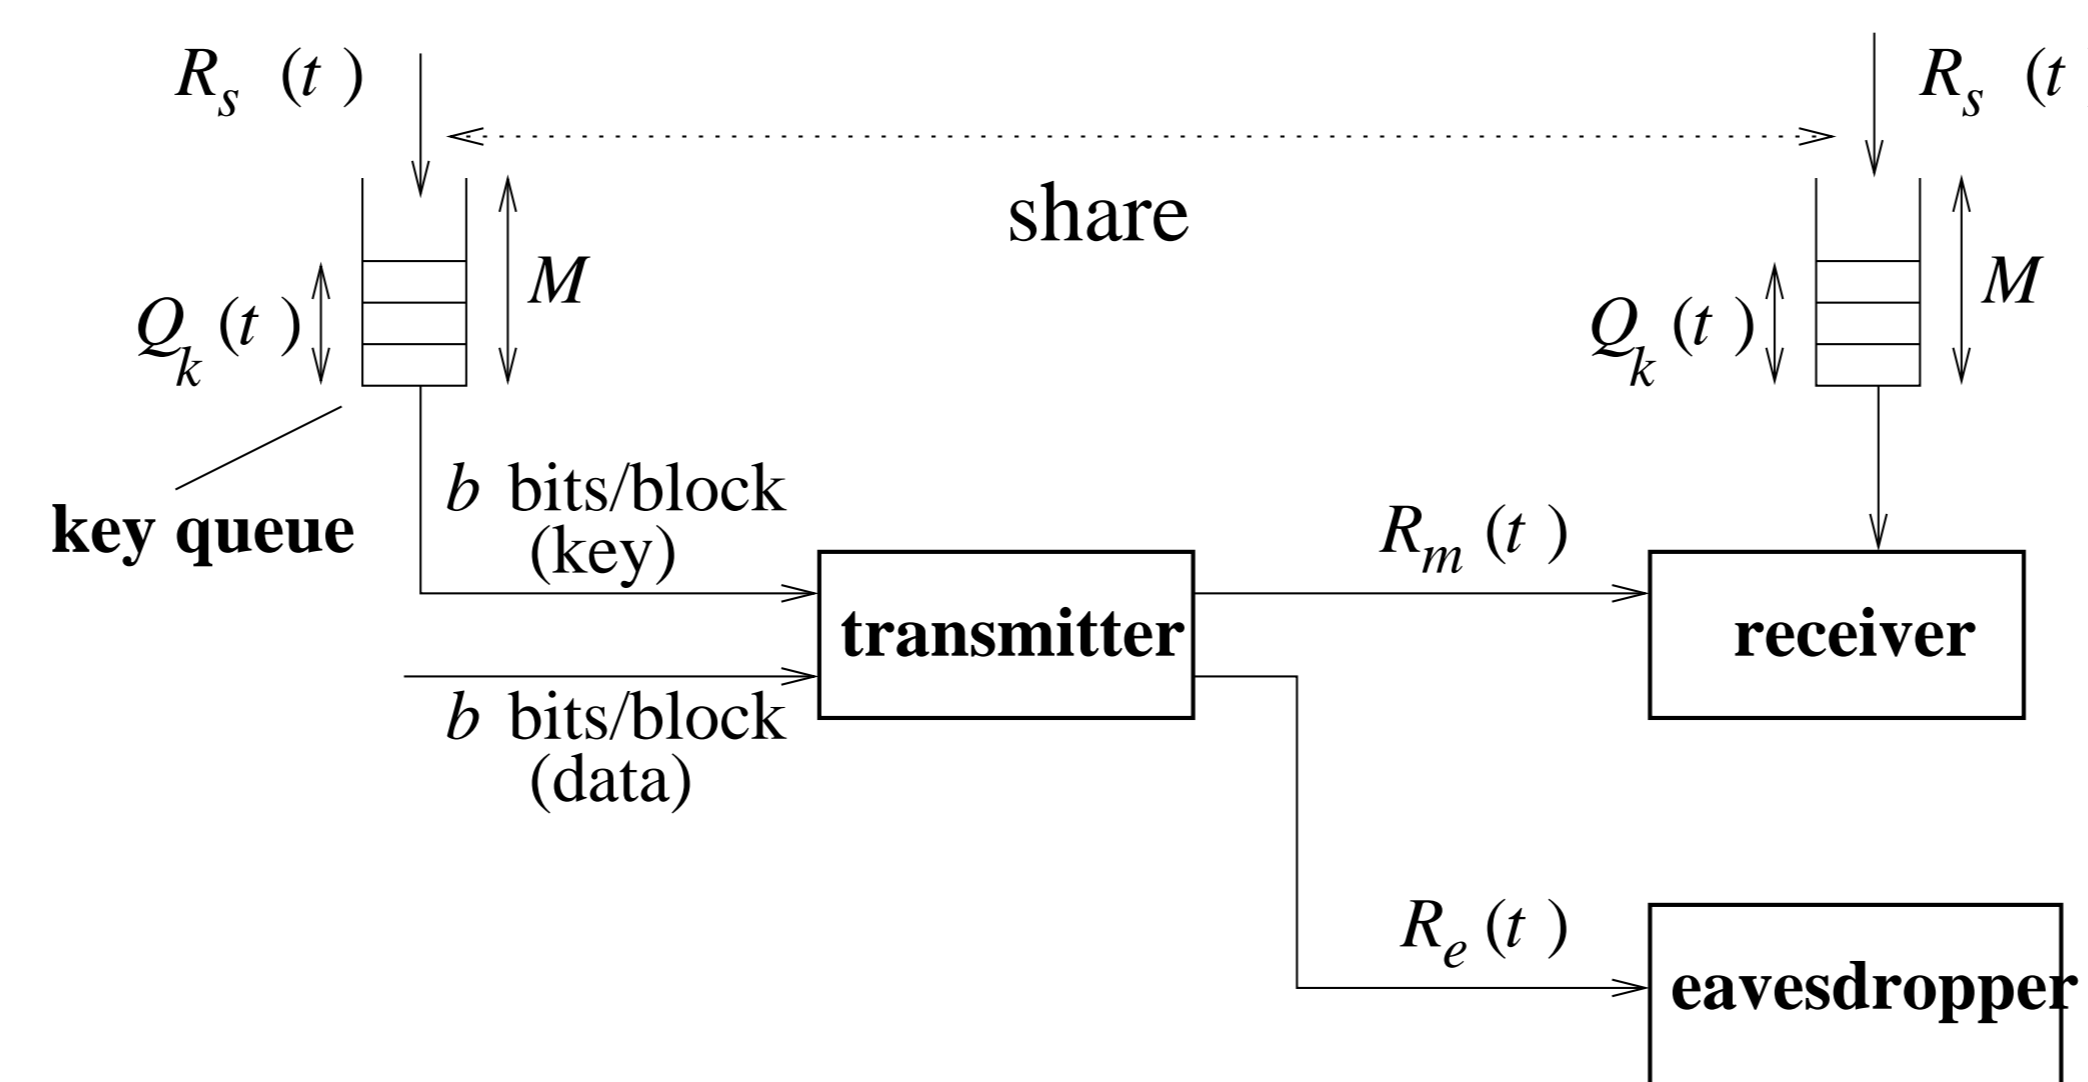 R_s (t )
R_s (t
share
M
M
Q_k (t )
Q_k (t )
b bits/block
(key)
key queue
R_m (t )
transmitter
receiver
b bits/block
(data)
R_e (t )
eavesdropper